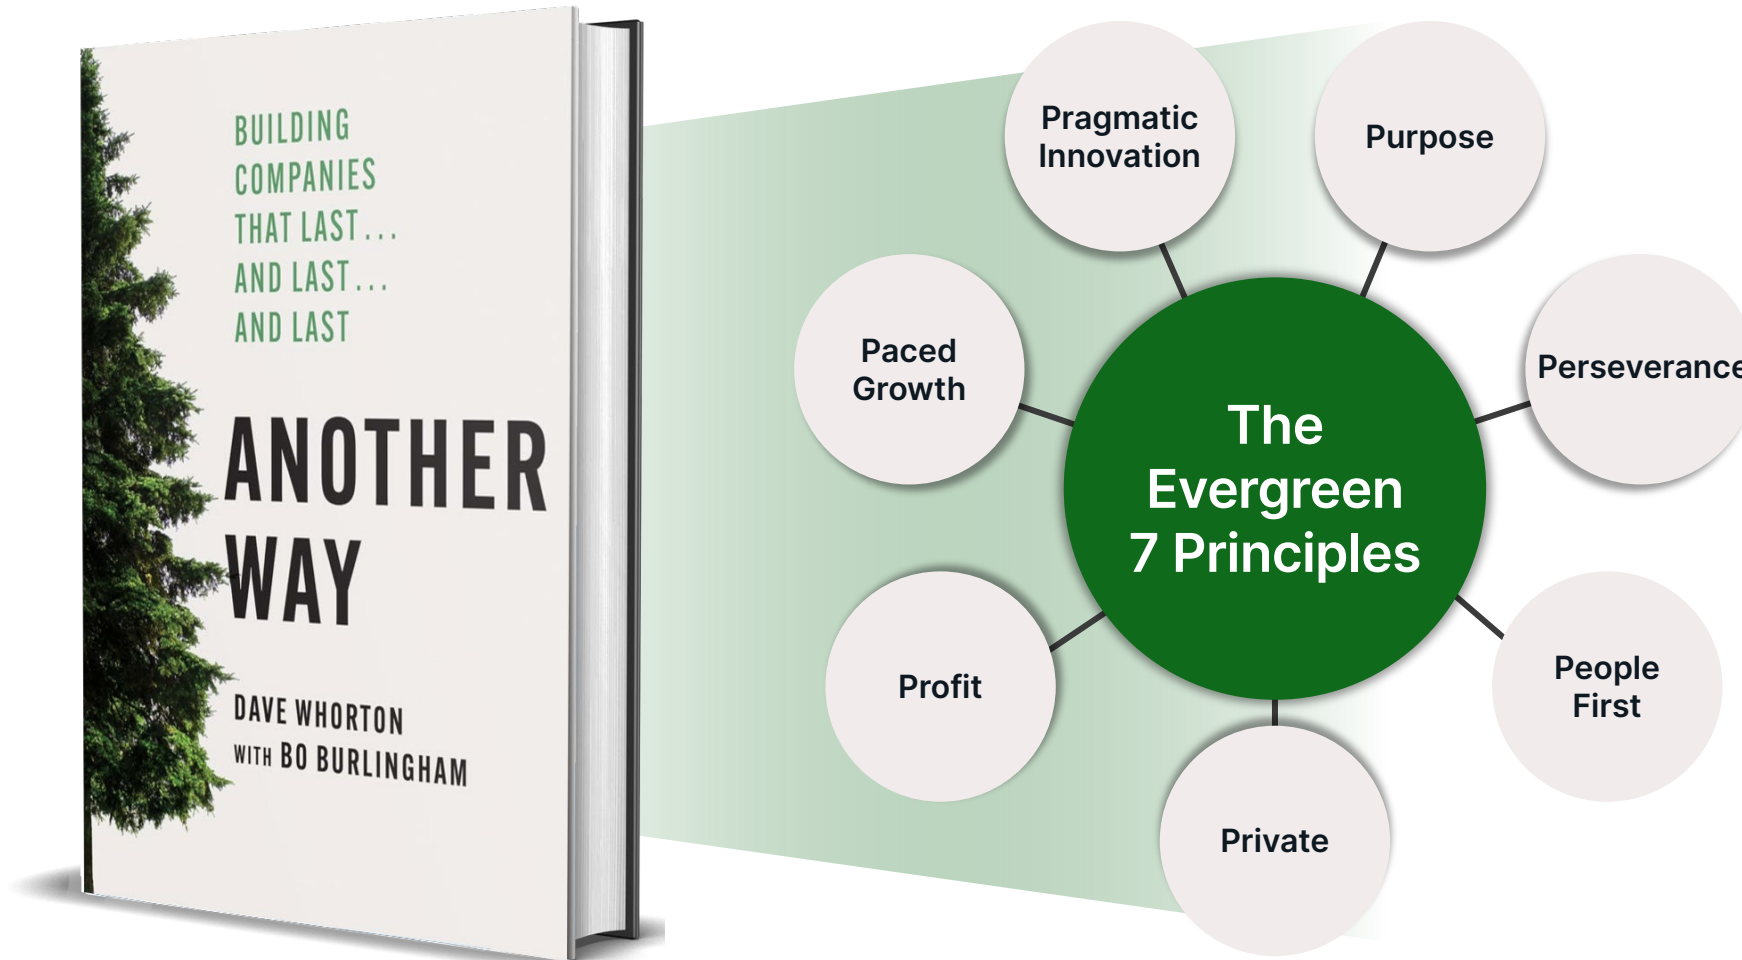 BUILDING
COMPANIES
THAT LAST...
AND LAST...
AND LAST
ANOTHER
WAY
DAVE WHORTON
WITH BO BURLINGHAM
The
Evergreen
7 Principles
Pragmatic
Innovation
Purpose
Perseverance
People
First
Private
Profit
Paced
Growth